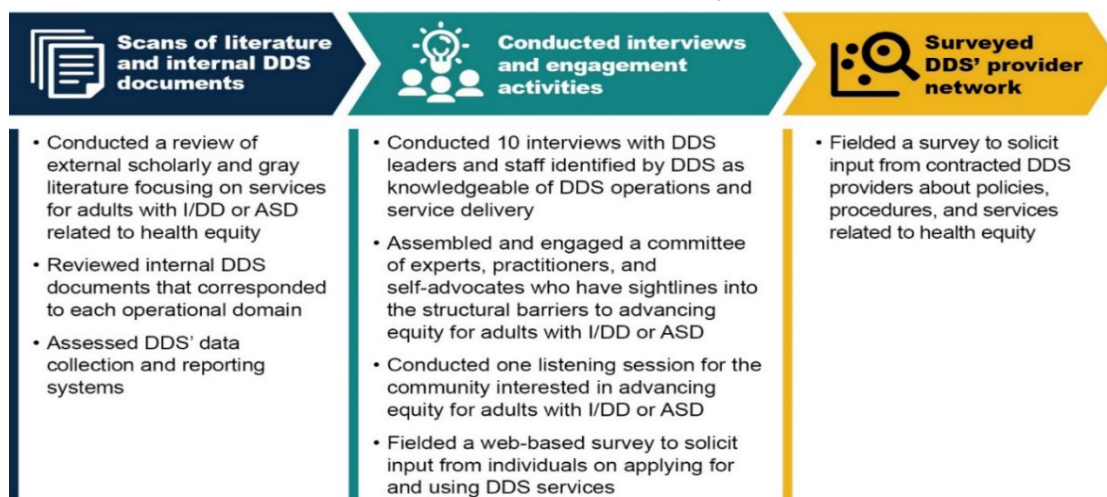 Scans of literature
and internal DDS
documents
Conducted interviews
and engagement
activities
Surveyed
DDS' provider
network
• Conducted a review of
external scholarly and gray
literature focusing on services
for adults with I/DD or ASD
related to health equity
• Reviewed internal DDS
documents that corresponded
to each operational domain
• Assessed DDS' data
collection and reporting
systems
• Conducted 10 interviews with DDS
leaders and staff identified by DDS as
knowledgeable of DDS operations and
service delivery
• Assembled and engaged a committee
of experts, practitioners, and
self-advocates who have sightlines into
the structural barriers to advancing
equity for adults with I/DD or ASD
• Conducted one listening session for the
community interested in advancing
equity for adults with I/DD or ASD
• Fielded a web-based survey to solicit
input from individuals on applying for
and using DDS services
• Fielded a survey to solicit
input from contracted DDS
providers about policies,
procedures, and services
related to health equity